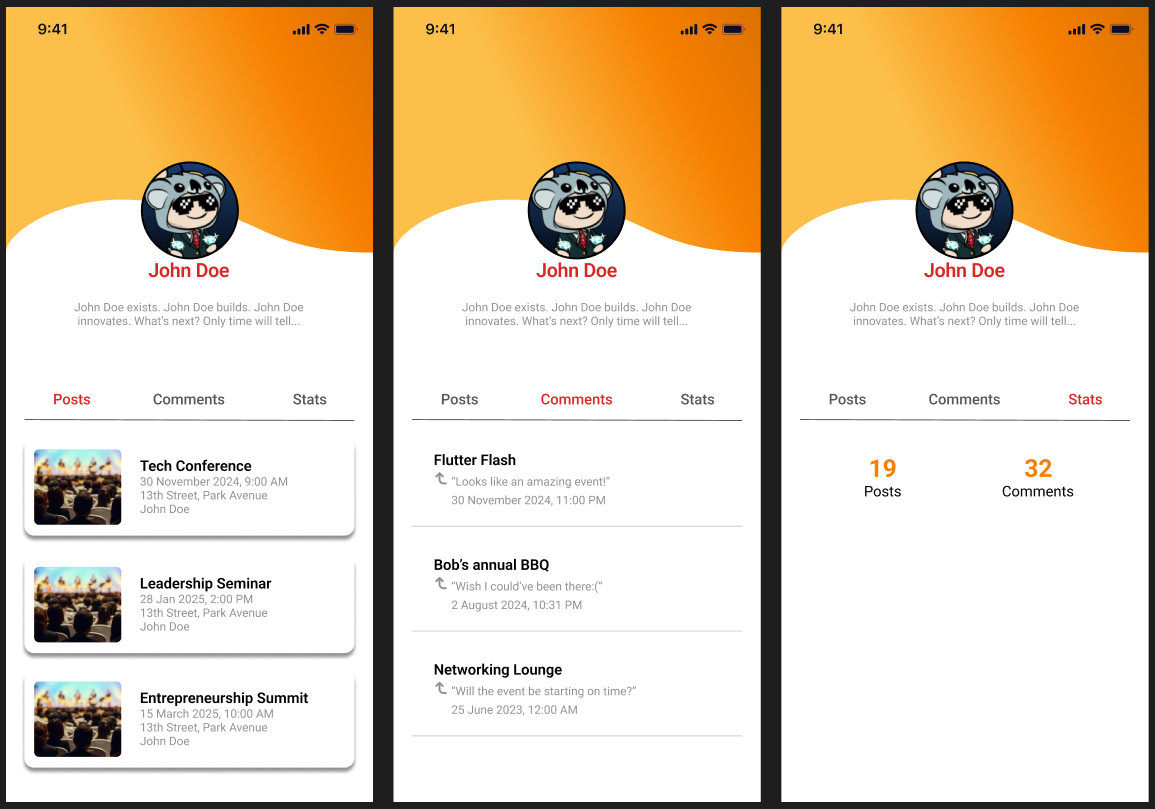 9:41
John Doe
John Doe exists. John Doe builds. John Doe
innovates. What's next? Only time will tell...
Posts Comments Stats
Tech Conference
30 November 2024, 9:00 AM
13th Street, Park Avenue
John Doe
Leadership Seminar
28 Jan 2025, 2:00 PM
13th Street, Park Avenue
John Doe
Entrepreneurship Summit
15 March 2025, 10:00 AM
13th Street, Park Avenue
John Doe
9:41
John Doe
John Doe exists. John Doe builds. John Doe
innovates. What's next? Only time will tell...
Posts Comments Stats
Flutter Flash
“Looks like an amazing event!”
30 November 2024, 11:00 PM
Bob's annual BBQ
“Wish I could've been there:(“
2 August 2024, 10:31 PM
Networking Lounge
“Will the event be starting on time?”
25 June 2023, 12:00 AM
9:41
John Doe
John Doe exists. John Doe builds. John Doe
innovates. What's next? Only time will tell...
Posts Comments Stats
19 32
Posts Comments